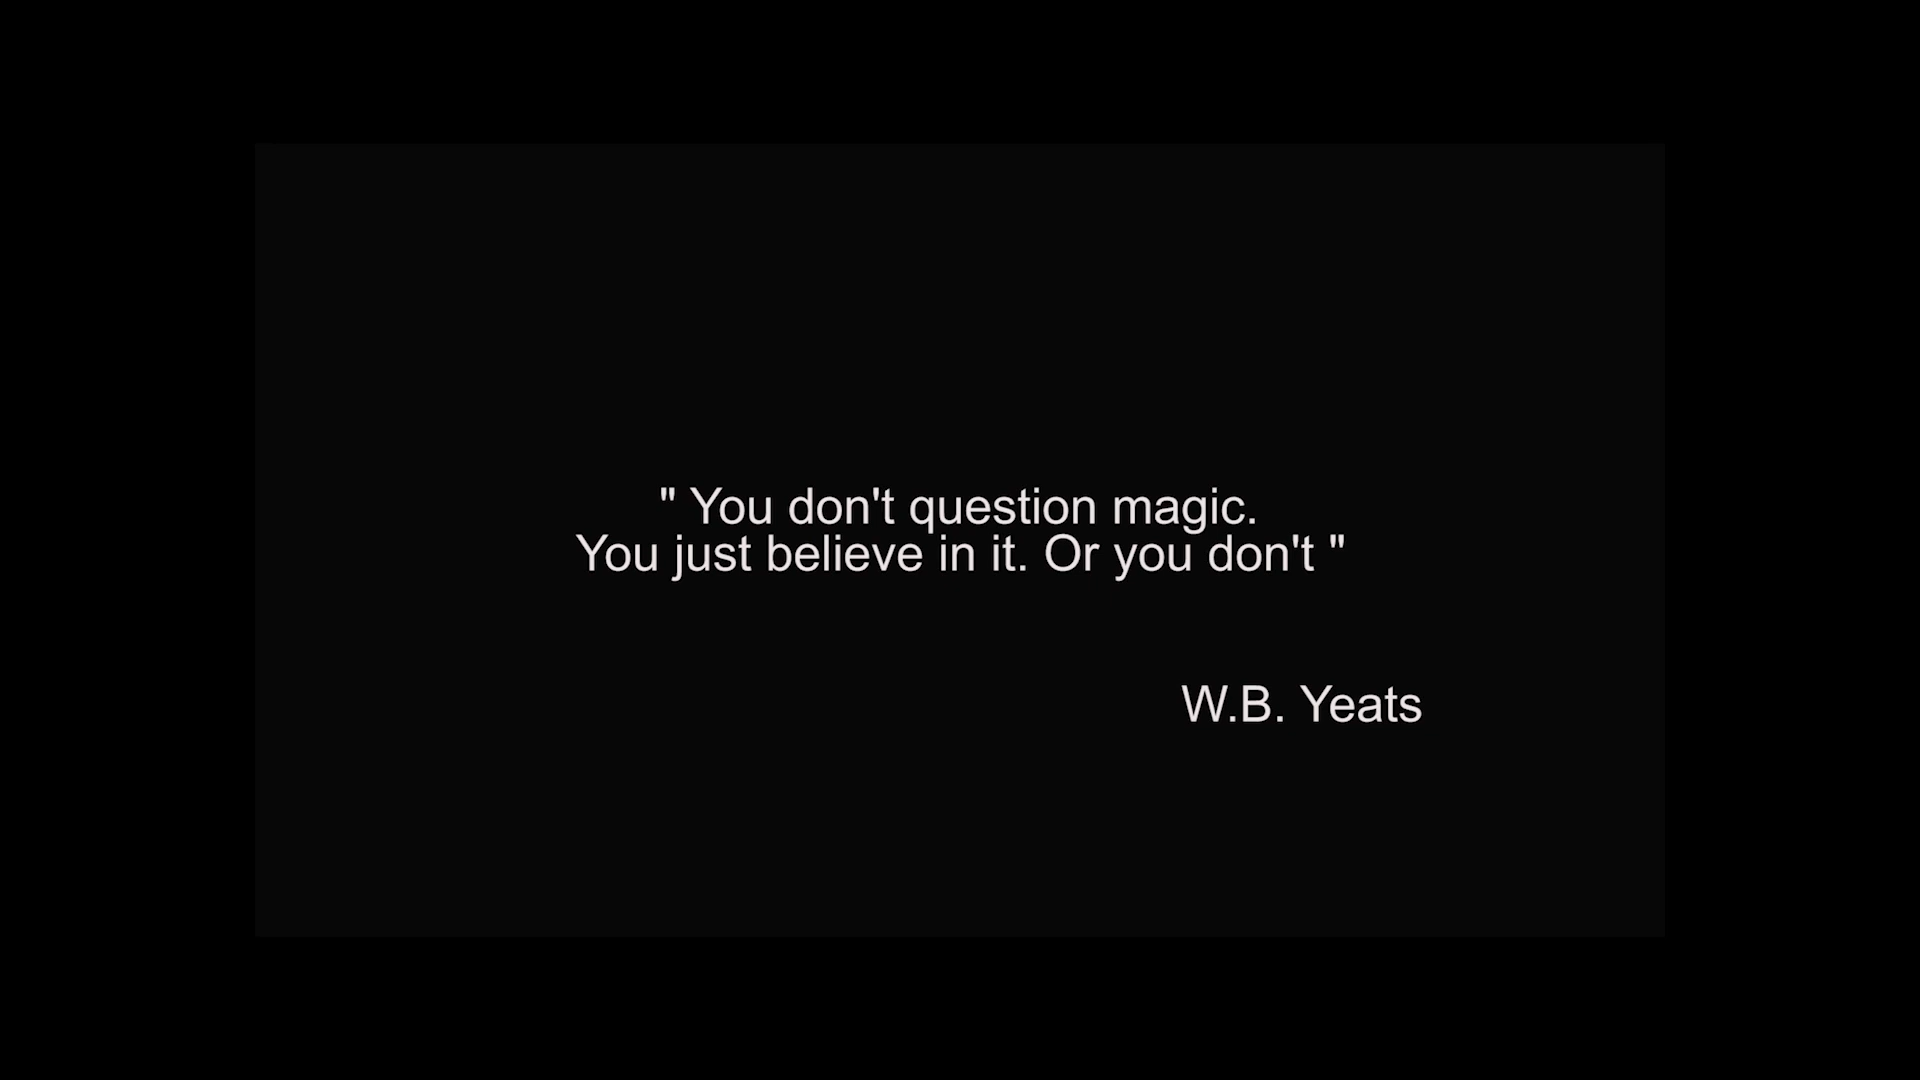 " You don't question magic.
You just believe in it. Or you don't "
W.B. Yeats